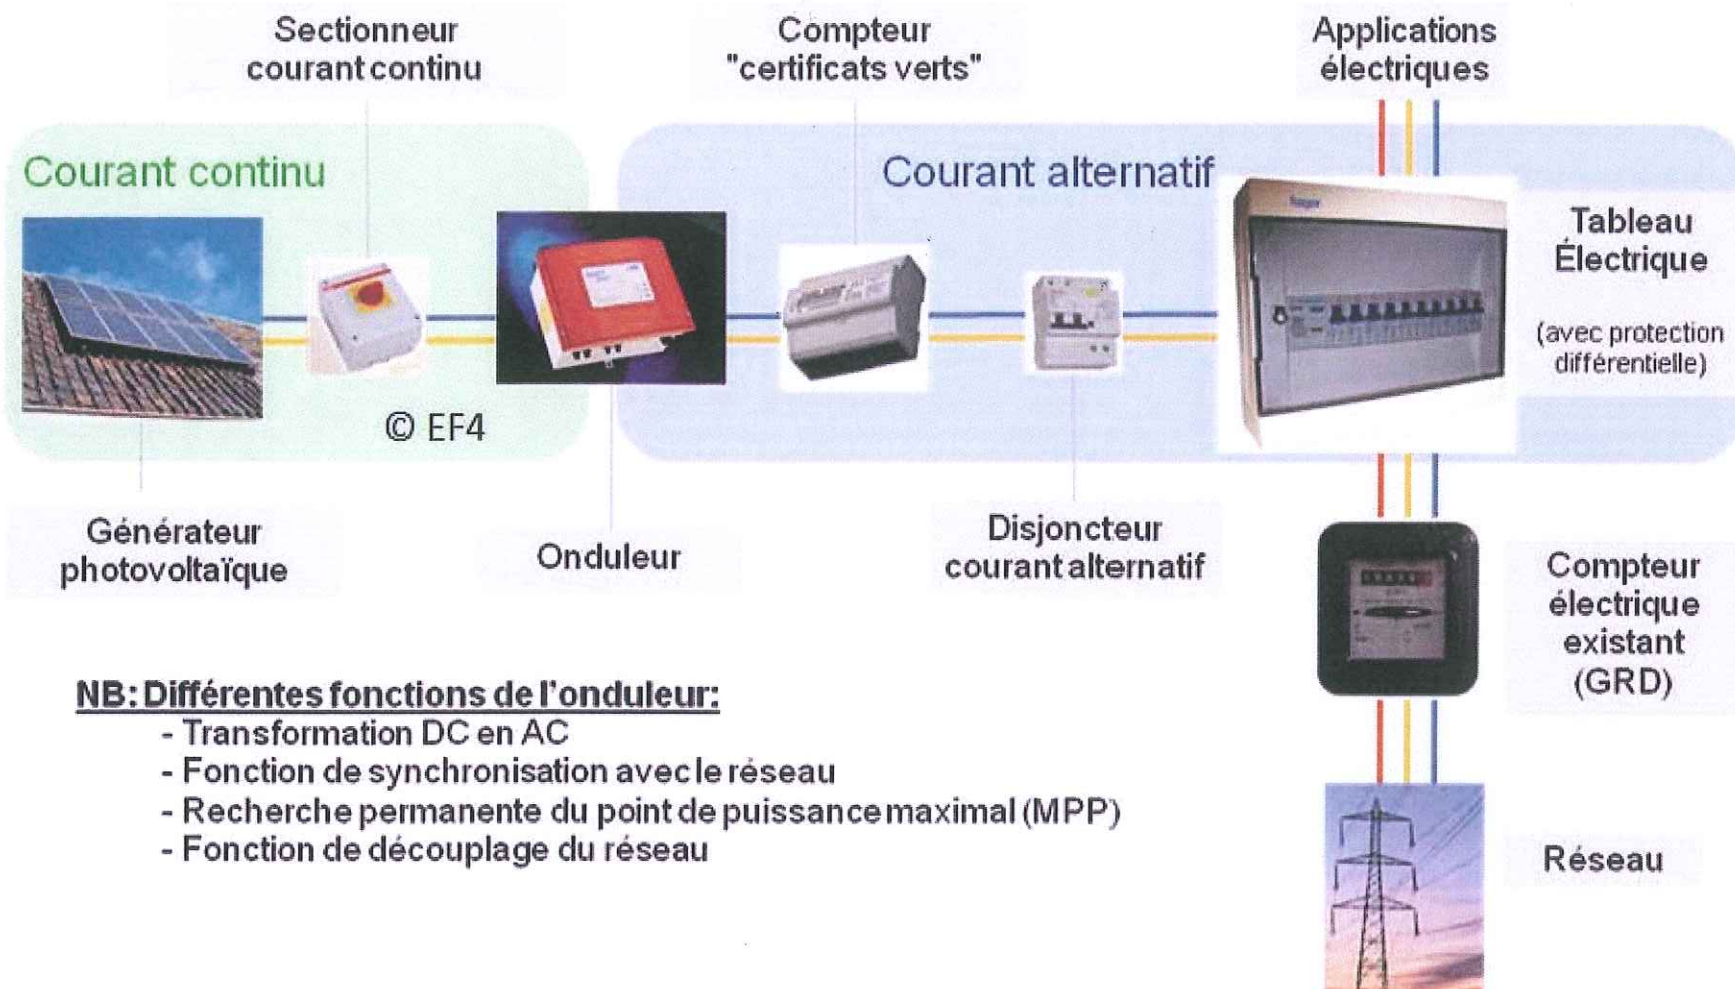 Sectionneur
courant continu
Compteur
"certificats verts"
Applications
électriques
Courant continu
Courant alternatif
hager
Tableau
Électrique
(avec protection
différentielle)
© EF4
Générateur
photovoltaïque
Onduleur
Disjoncteur
courant alternatif
Compteur
électrique
existant
(GRD)
NB: Différentes fonctions de l'onduleur:
- Transformation DC en AC
- Fonction de synchronisation avec le réseau
- Recherche permanente du point de puissance maximal (MPP)
- Fonction de découplage du réseau
Réseau